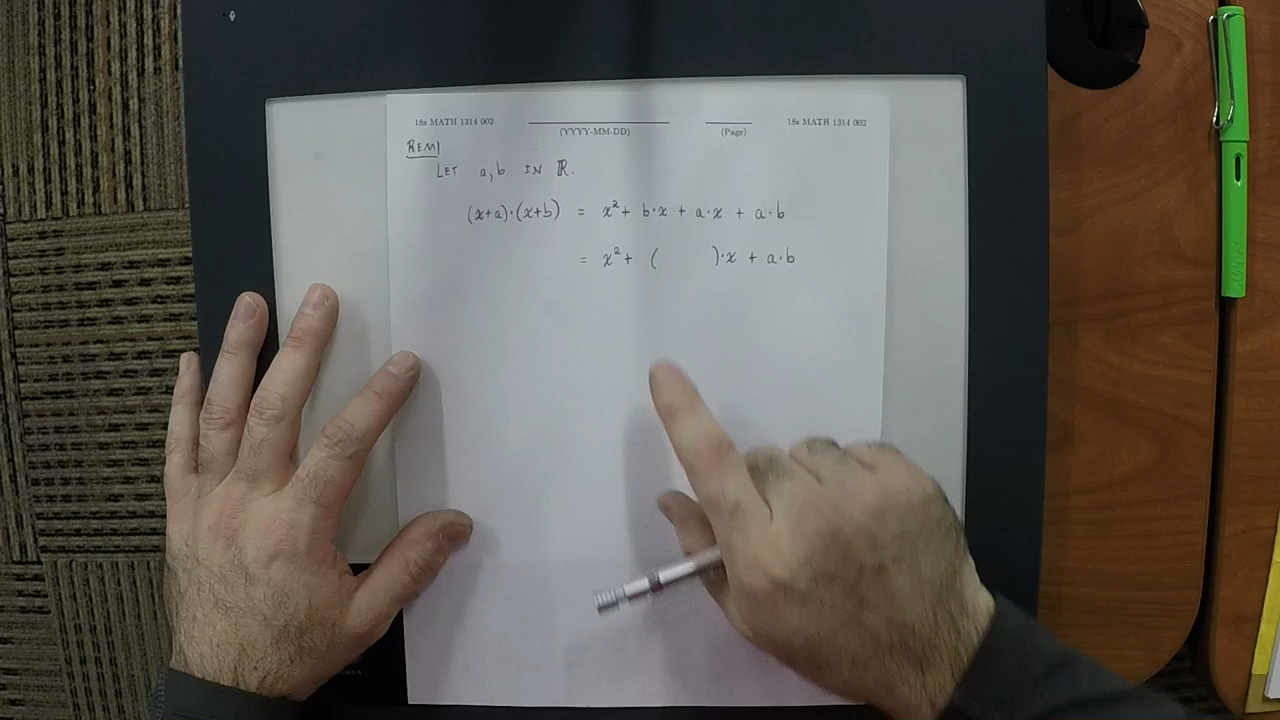 18s MATH 1314 002 (YYYY-MM-DD) (Page) 18s MATH 1314 002
REM|
LET a,b IN ℝ.
(x+a)·(x+b) = x² + b·x + a·x + a·b
= x² + ( )·x + a·b